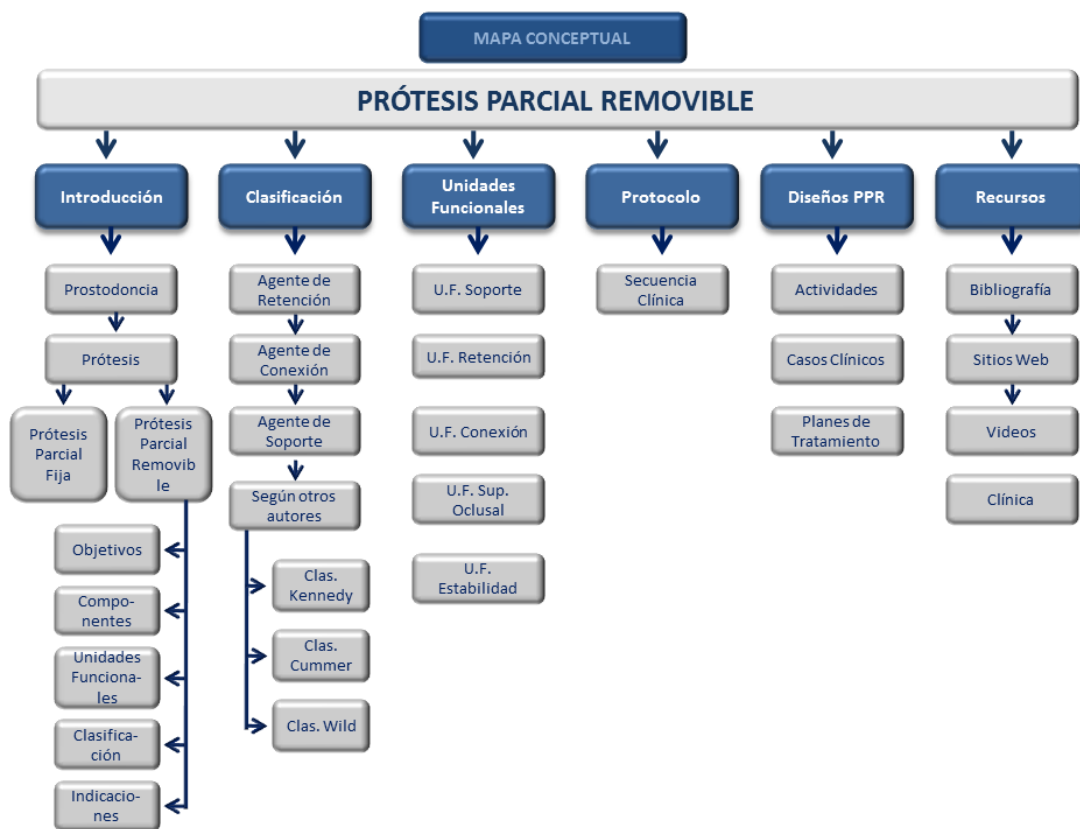 MAPA CONCEPTUAL
PRÓTESIS PARCIAL REMOVIBLE
Introducción
Prostodoncia
Prótesis
Prótesis
Parcial
Fija
Prótesis
Parcial
Removib
le
Objetivos
Compo-
nentes
Unidades
Funciona-
les
Clasifica-
ción
Indicacio-
nes
Clasificación
Agente de
Retención
Agente de
Conexión
Agente de
Soporte
Según otros
autores
Clas.
Kennedy
Clas.
Cummer
Clas. Wild
Unidades
Funcionales
U.F. Soporte
U.F. Retención
U.F. Conexión
U.F. Sup.
Oclusal
U.F.
Estabilidad
Protocolo
Secuencia
Clínica
Diseños PPR
Actividades
Casos Clínicos
Planes de
Tratamiento
Recursos
Bibliografía
Sitios Web
Videos
Clínica